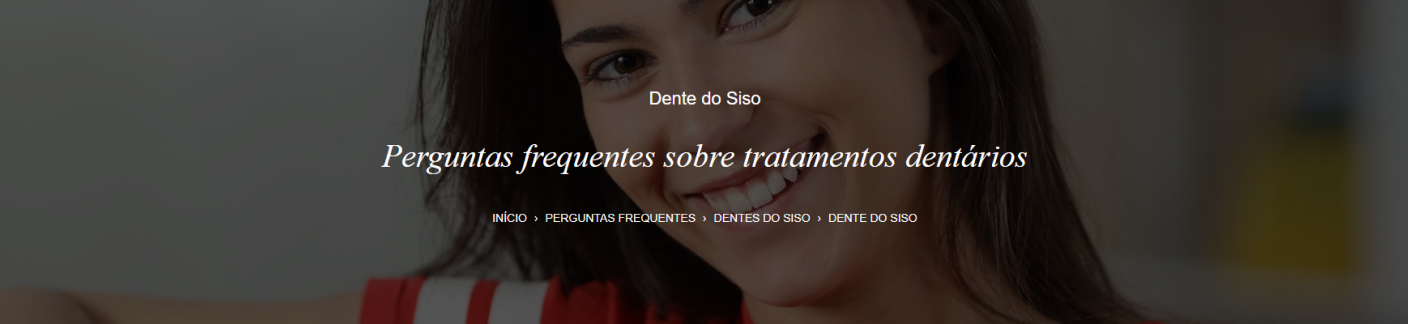 Dente do Siso
Perguntas frequentes sobre tratamentos dentários
INÍCIO › PERGUNTAS FREQUENTES › DENTES DO SISO › DENTE DO SISO